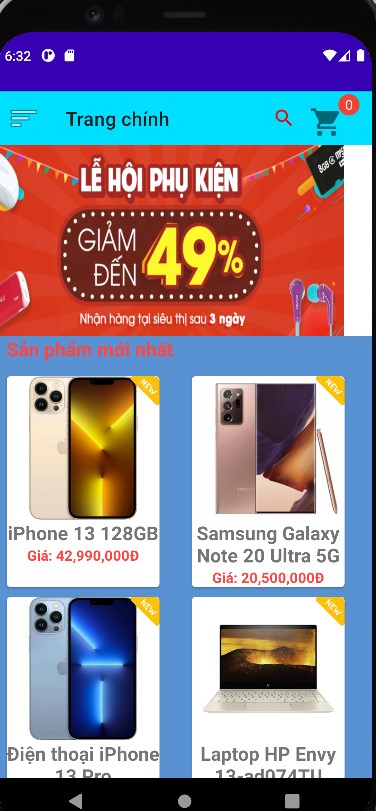 6:32
Trang chính
0
LỄ HỘI PHỤ KIỆN
8GB
GIẢM
ĐẾN
49%
Nhận hàng tại siêu thị sau 3 ngày
Sản phẩm mới nhất
NEW
NEW
iPhone 13 128GB
Samsung Galaxy
Note 20 Ultra 5G
Giá: 42,990,000Đ
Giá: 20,500,000Đ
NEW
NEW
Điện thoại iPhone
13 Pro
Laptop HP Envy
13-ad074TU